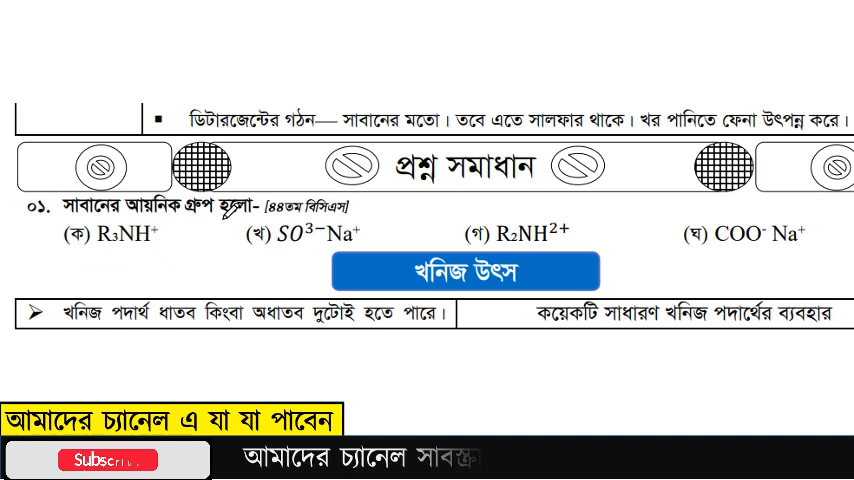 ▪ ডিটারজেন্টের গঠন— সাবানের মতো। তবে এতে সালফার থাকে। খর পানিতে ফেনা উৎপন্ন করে।
প্রশ্ন সমাধান
০১. সাবানের আয়নিক গ্রুপ হলো- [৪৪তম বিসিএস]
(ক) R₃NH⁺ (খ) SO³⁻Na⁺ (গ) R₂NH²⁺ (ঘ) COO⁻ Na⁺
খনিজ উৎস
➢ খনিজ পদার্থ ধাতব কিংবা অধাতব দুটোই হতে পারে। কয়েকটি সাধারণ খনিজ পদার্থের ব্যবহার
আমাদের চ্যানেল এ যা যা পাবেন
আমাদের চ্যানেল